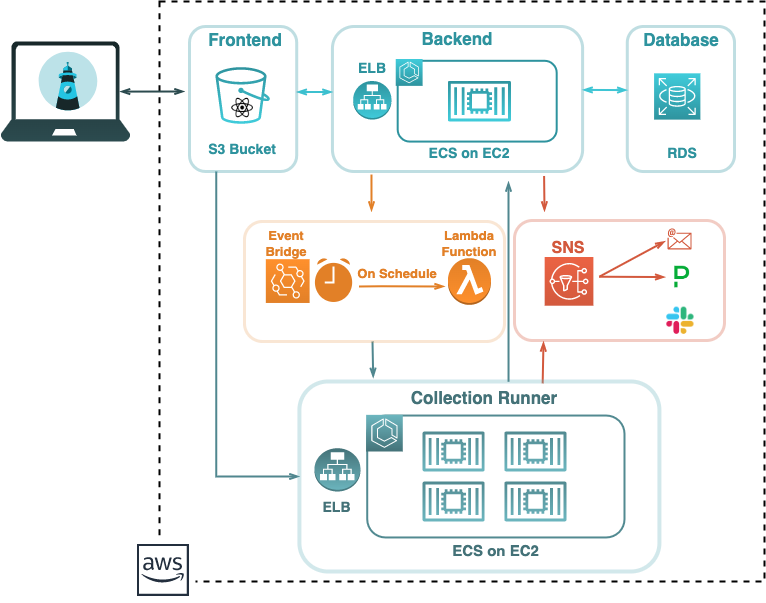 Frontend
Backend
Database
ELB
S3 Bucket
ECS on EC2
RDS
Event
Bridge
On Schedule
Lambda
Function
SNS
@
P
Collection Runner
ELB
ECS on EC2
aws